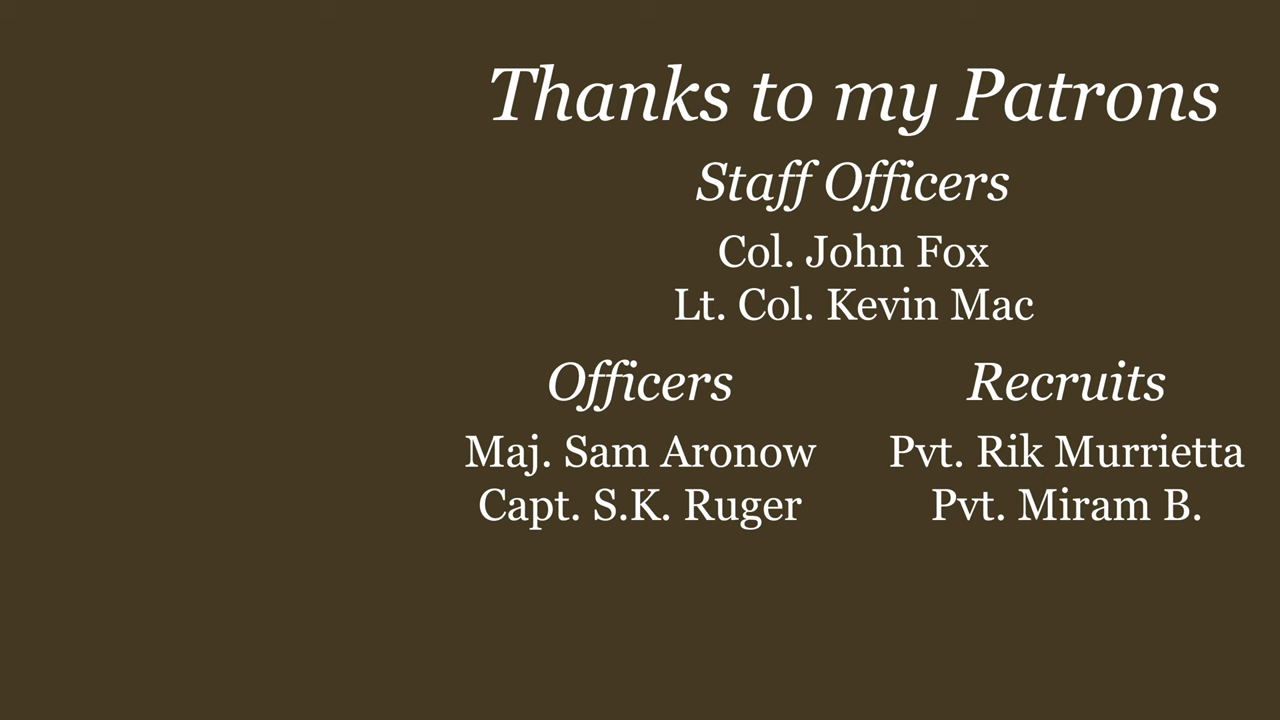 Thanks to my Patrons
Staff Officers
Col. John Fox
Lt. Col. Kevin Mac
Officers
Maj. Sam Aronow
Capt. S.K. Ruger
Recruits
Pvt. Rik Murrietta
Pvt. Miram B.